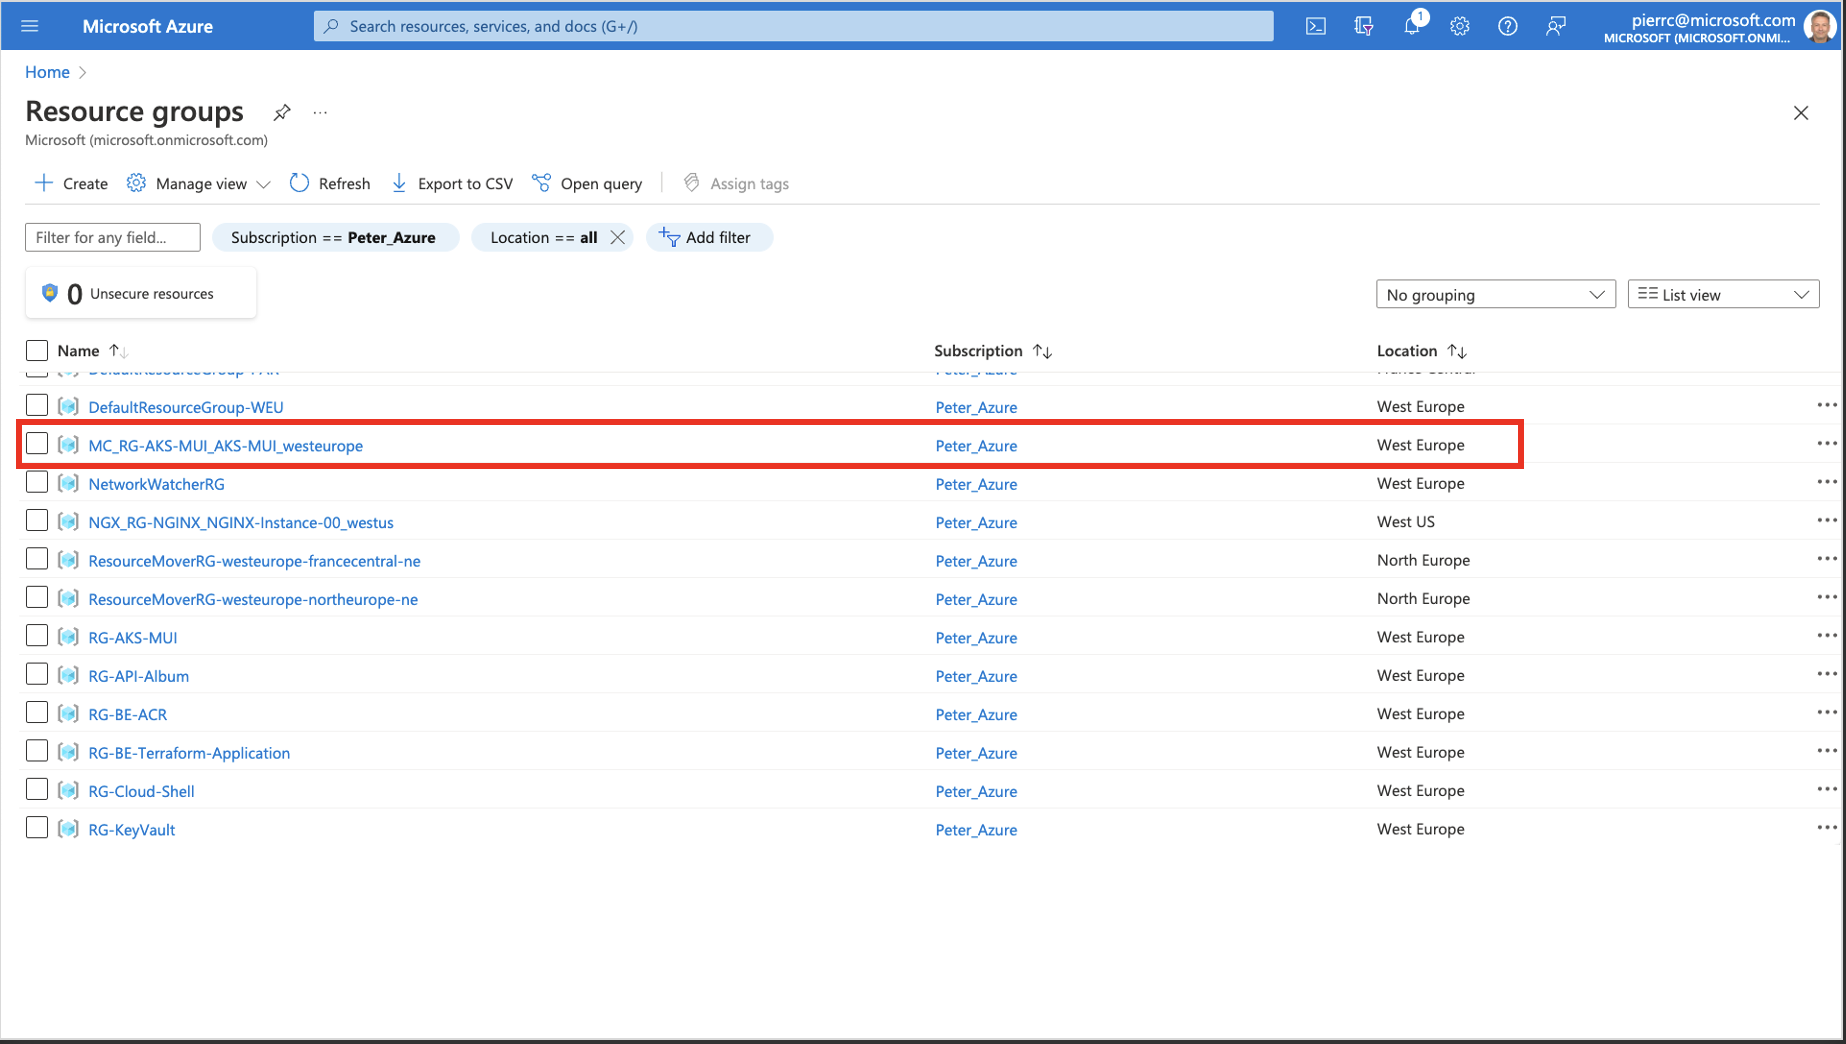 Microsoft Azure
Search resources, services, and docs (G+/)
1
pierrc@microsoft.com
MICROSOFT (MICROSOFT.ONMI...
Home
Resource groups
...
Microsoft (microsoft.onmicrosoft.com)
Create Manage view Refresh Export to CSV Open query Assign tags
Filter for any field... Subscription == Peter_Azure Location == all Add filter
0 Unsecure resources
No grouping List view
Name Subscription Location
DefaultResourceGroup-PAR Peter_Azure France Central
DefaultResourceGroup-WEU Peter_Azure West Europe
MC_RG-AKS-MUI_AKS-MUI_westeurope Peter_Azure West Europe
NetworkWatcherRG Peter_Azure West Europe
NGX_RG-NGINX_NGINX-Instance-00_westus Peter_Azure West US
ResourceMoverRG-westeurope-francecentral-ne Peter_Azure North Europe
ResourceMoverRG-westeurope-northeurope-ne Peter_Azure North Europe
RG-AKS-MUI Peter_Azure West Europe
RG-API-Album Peter_Azure West Europe
RG-BE-ACR Peter_Azure West Europe
RG-BE-Terraform-Application Peter_Azure West Europe
RG-Cloud-Shell Peter_Azure West Europe
RG-KeyVault Peter_Azure West Europe